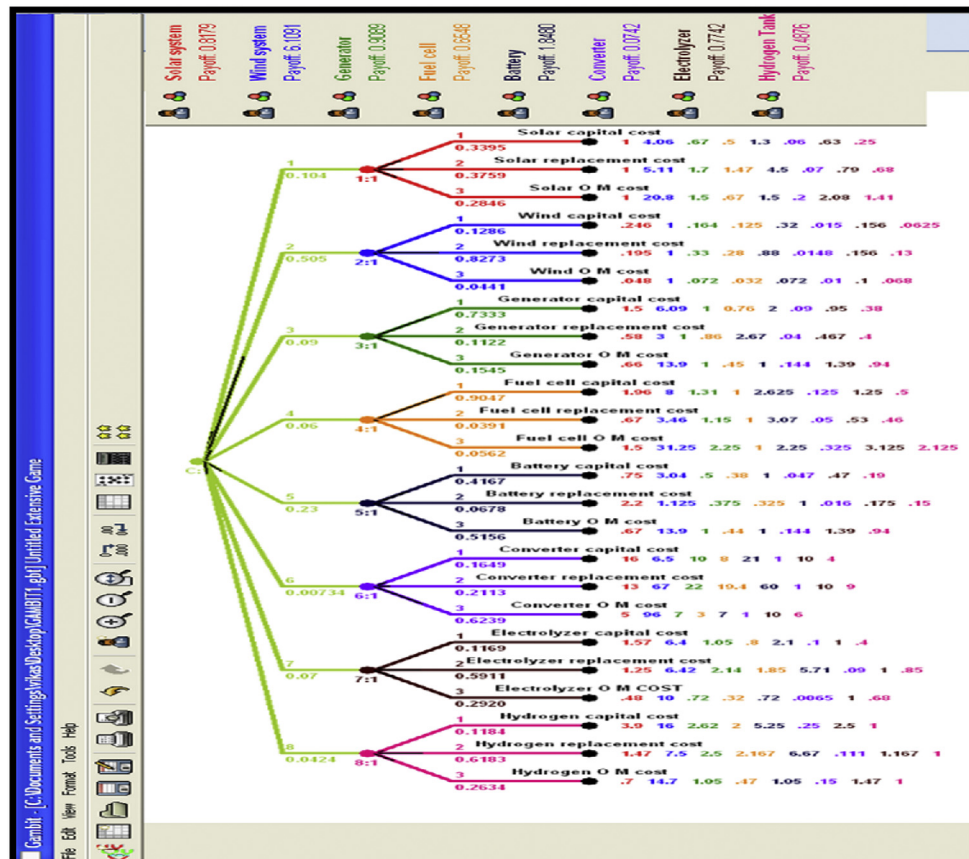 Gambit - [C:\Documents and Settings\vikas\Desktop\GAMBIT1.gbt] Untitled Extensive Game
File Edit View Format Tools Help
Solar system
Payoff: 0.8179
Wind system
Payoff: 6.1091
Generator
Payoff: 0.9089
Fuel cell
Payoff: 0.6548
Battery
Payoff: 1.8480
Converter
Payoff: 0.0742
Electrolyzer
Payoff: 0.7742
Hydrogen Tank
Payoff: 0.4876
1
0.104
1:1
1
0.3395
Solar capital cost
1 4.06 .67 .5 1.3 .06 .63 .25
2
0.3759
Solar replacement cost
1 5.11 1.7 1.47 4.5 .07 .79 .68
3
0.2846
Solar O M cost
1 20.8 1.5 .67 1.5 .2 2.08 1.41
2
0.505
2:1
1
0.1286
Wind capital cost
.246 1 .164 .125 .32 .015 .156 .0625
2
0.8273
Wind replacement cost
.195 1 .33 .28 .88 .0148 .156 .13
3
0.0441
Wind O M cost
.048 1 .072 .032 .072 .01 .1 .068
3
0.09
3:1
1
0.7333
Generator capital cost
1.5 6.09 1 0.76 2 .09 .95 .38
2
0.1122
Generator replacement cost
.58 3 1 .86 2.67 .04 .467 .4
3
0.1545
Generator O M cost
.66 13.9 1 .45 1 .144 1.39 .94
4
0.06
4:1
1
0.9047
Fuel cell capital cost
1.96 8 1.31 1 2.625 .125 1.25 .5
2
0.0391
Fuel cell replacement cost
.67 3.46 1.15 1 3.07 .05 .53 .46
3
0.0562
Fuel cell O M cost
1.5 31.25 2.25 1 2.25 .325 3.125 2.125
5
0.23
5:1
1
0.4167
Battery capital cost
.75 3.04 .5 .38 1 .047 .47 .19
2
0.0678
Battery replacement cost
2.2 1.125 .375 .325 1 .016 .175 .15
3
0.5156
Battery O M cost
.67 13.9 1 .44 1 .144 1.39 .94
6
0.00734
6:1
1
0.1649
Converter capital cost
16 6.5 10 8 21 1 10 4
2
0.2113
Converter replacement cost
13 67 22 19.4 60 1 10 9
3
0.6239
Converter O M cost
5 96 7 3 7 1 10 6
7
0.07
7:1
1
0.1169
Electrolyzer capital cost
1.57 6.4 1.05 .8 2.1 .1 1 .4
2
0.5911
Electrolyzer replacement cost
1.25 6.42 2.14 1.85 5.71 .09 1 .85
3
0.2920
Electrolyzer O M COST
.48 10 .72 .32 .72 .0065 1 .68
8
0.0424
8:1
1
0.1184
Hydrogen capital cost
3.9 16 2.62 2 5.25 .25 2.5 1
2
0.6183
Hydrogen replacement cost
1.47 7.5 2.5 2.167 6.67 .111 1.167 1
3
0.2634
Hydrogen O M cost
.7 14.7 1.05 .47 1.05 .15 1.47 1